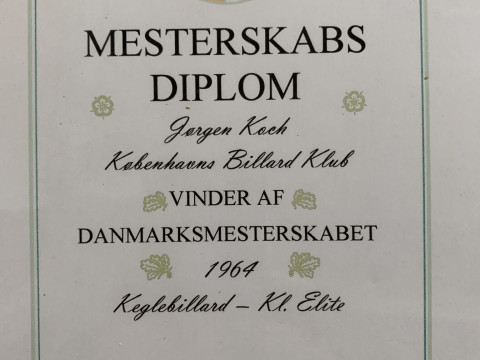 MESTERSKABS
DIPLOM
Jørgen Koch
Københavns Billard Klub
VINDER AF
DANMARKSMESTERSKABET
1964
Keglebillard – Kl. Elite